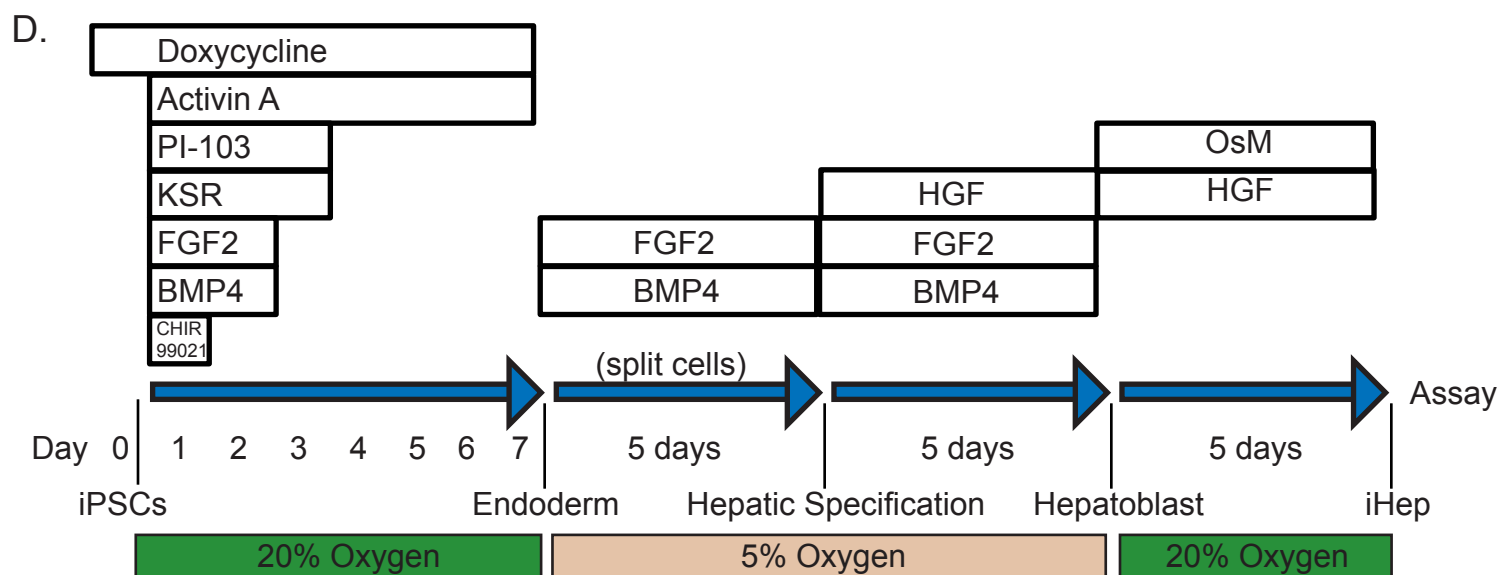 D.
Doxycycline
Activin A
PI-103
OsM
KSR
HGF
HGF
FGF2
FGF2
FGF2
BMP4
BMP4
BMP4
CHIR
99021
(split cells)
Assay
Day 0 1 2 3 4 5 6 7 5 days 5 days 5 days
iPSCs Endoderm Hepatic Specification Hepatoblast iHep
20% Oxygen 5% Oxygen 20% Oxygen